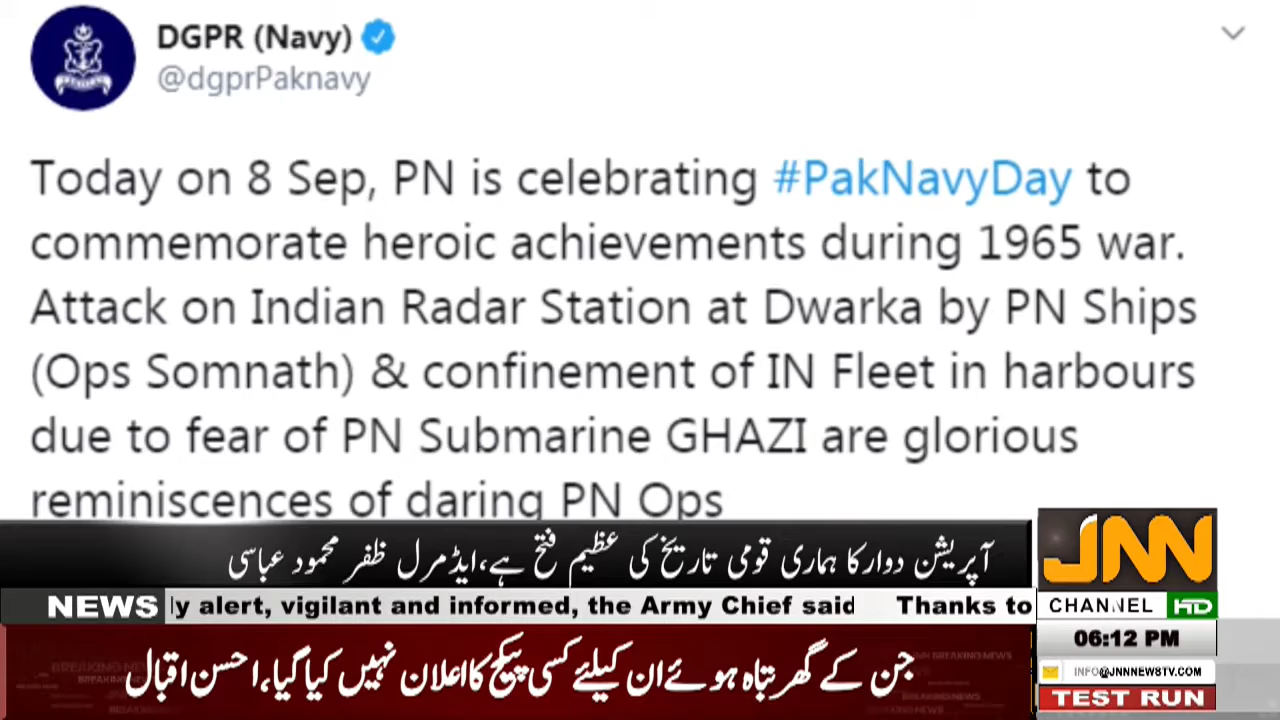 DGPR (Navy)
@dgprPaknavy
Today on 8 Sep, PN is celebrating #PakNavyDay to
commemorate heroic achievements during 1965 war.
Attack on Indian Radar Station at Dwarka by PN Ships
(Ops Somnath) & confinement of IN Fleet in harbours
due to fear of PN Submarine GHAZI are glorious
reminiscences of daring PN Ops
آپریشن دوارکا ہماری قومی تاریخ کی عظیم فتح ہے،ایڈمرل ظفر محمود عباسی
JNN
CHANNEL HD
NEWS ly alert, vigilant and informed, the Army Chief said Thanks to
06:12 PM
جن کے گھر تباہ ہوئے ان کیلئے کسی پیکج کا اعلان نہیں کیا گیا،احسن اقبال
INFO@JNNNEWSTV.COM
TEST RUN